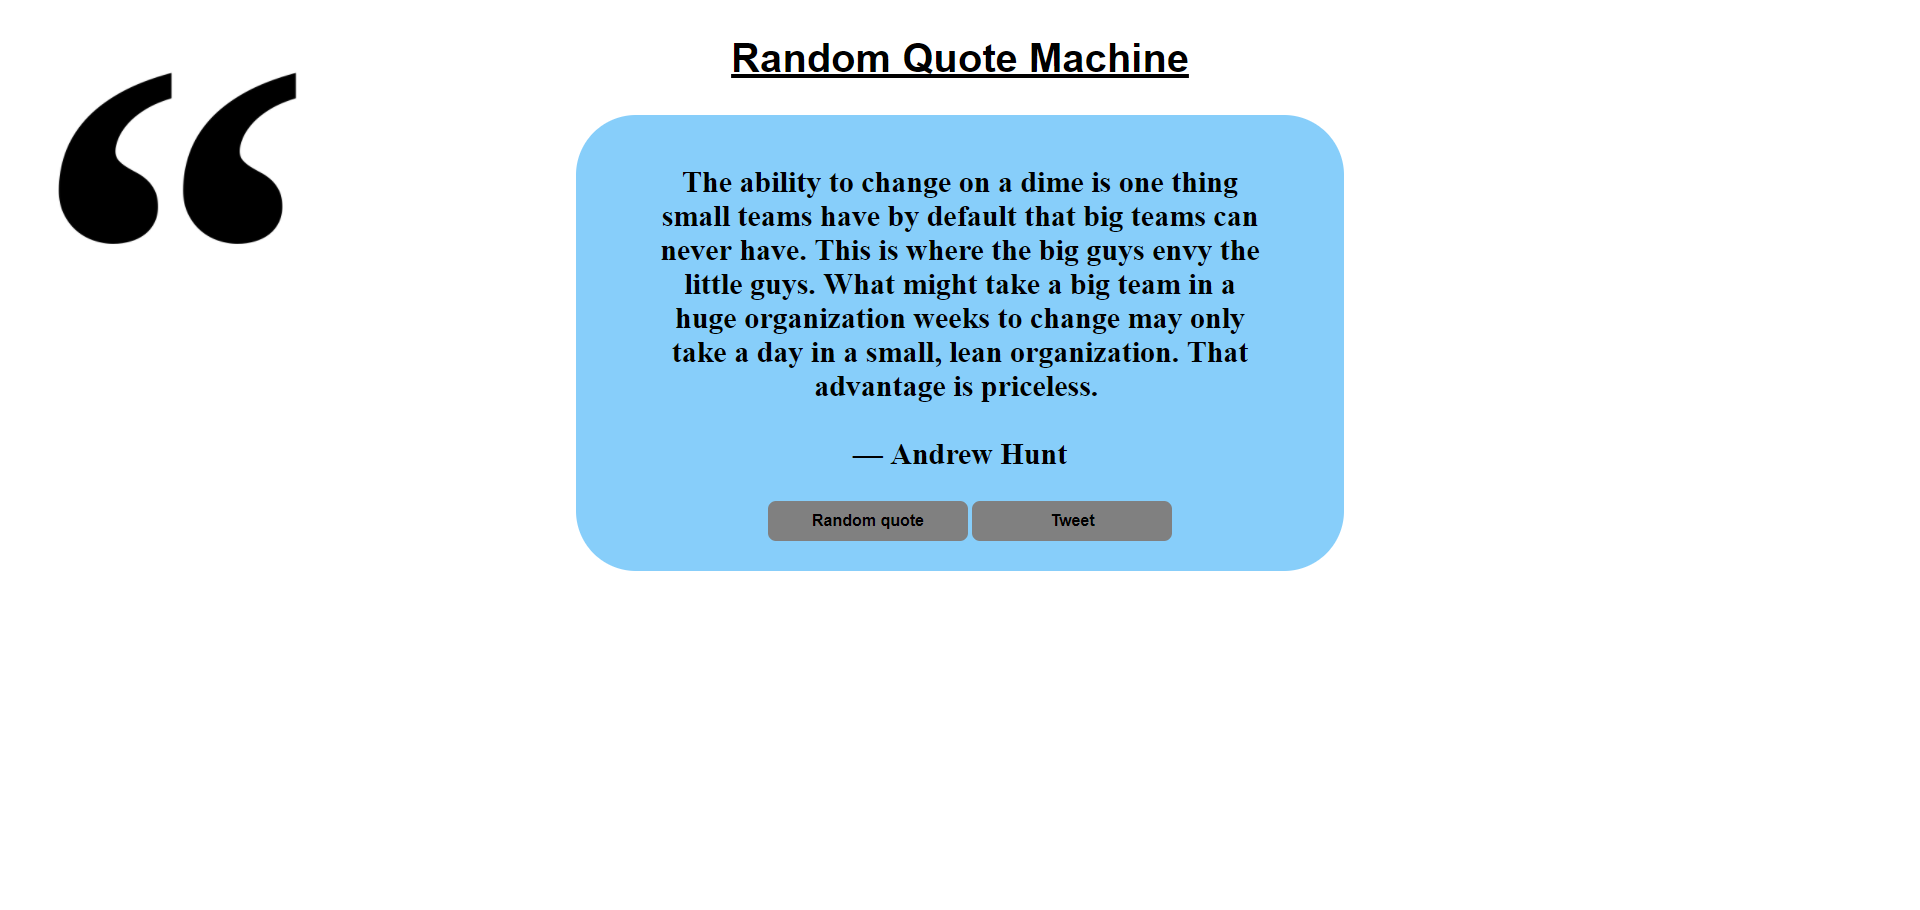 Random Quote Machine
“
The ability to change on a dime is one thing
small teams have by default that big teams can
never have. This is where the big guys envy the
little guys. What might take a big team in a
huge organization weeks to change may only
take a day in a small, lean organization. That
advantage is priceless.
— Andrew Hunt
Random quote
Tweet